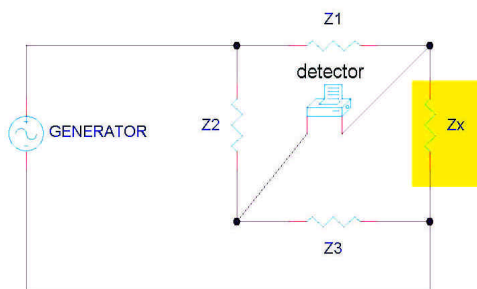 Z1
detector
GENERATOR
Z2
Zx
Z3